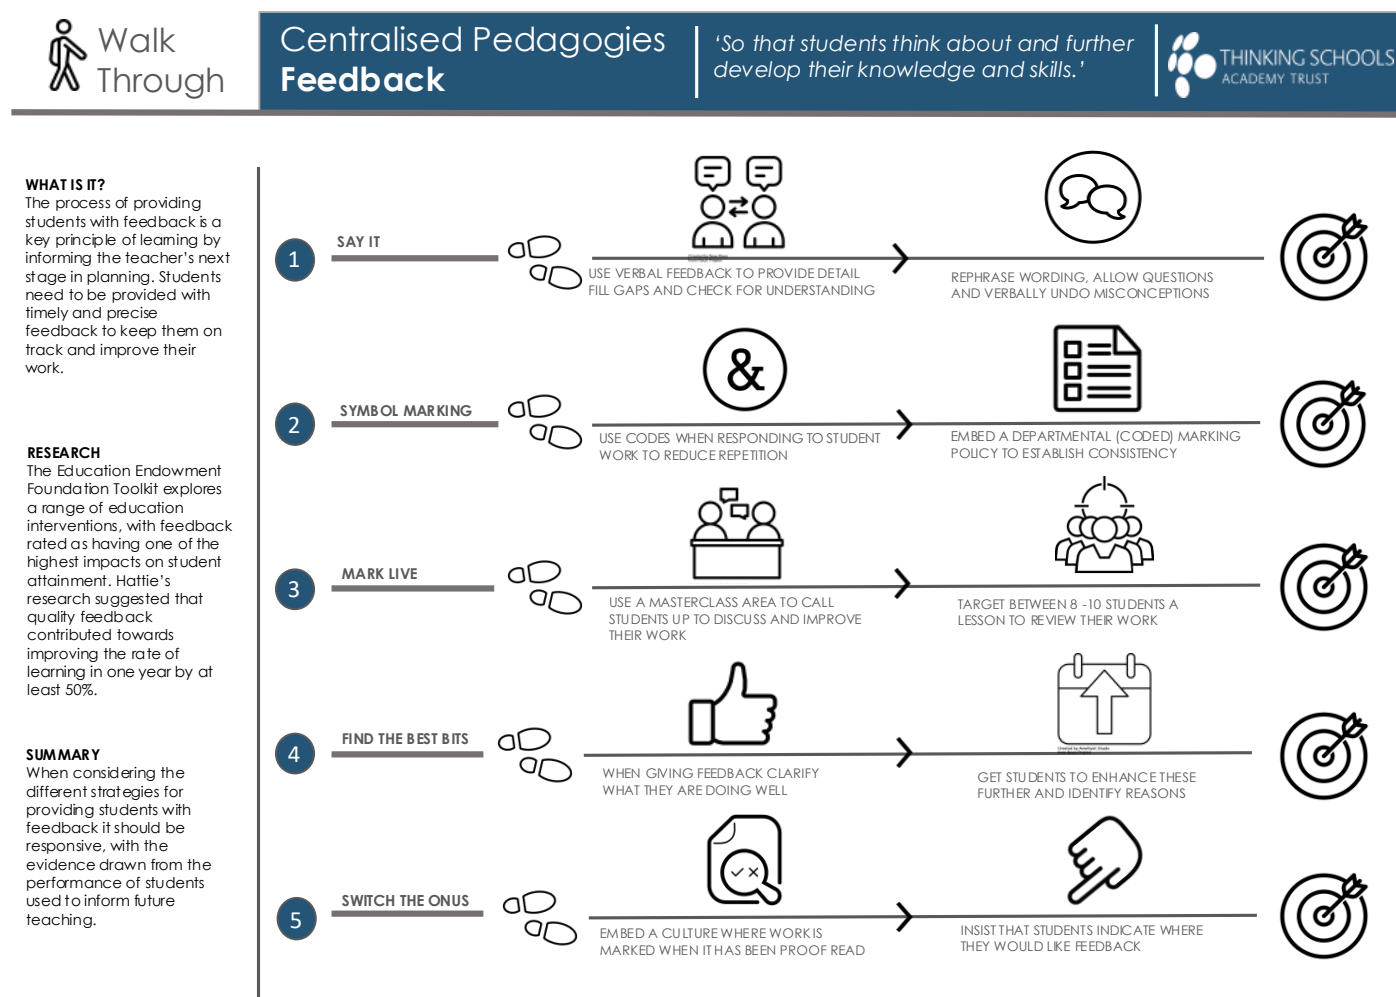 Walk
Through
Centralised Pedagogies
Feedback
‘So that students think about and further
develop their knowledge and skills.’
THINKING SCHOOLS
ACADEMY TRUST
WHAT IS IT?
The process of providing
students with feedback is a
key principle of learning by
informing the teacher’s next
stage in planning. Students
need to be provided with
timely and precise
feedback to keep them on
track and improve their
work.
RESEARCH
The Education Endowment
Foundation Toolkit explores
a range of education
interventions, with feedback
rated as having one of the
highest impacts on student
attainment. Hattie’s
research suggested that
quality feedback
contributed towards
improving the rate of
learning in one year by at
least 50%.
SUMMARY
When considering the
different strategies for
providing students with
feedback it should be
responsive, with the
evidence drawn from the
performance of students
used to inform future
teaching.
1
SAY IT
USE VERBAL FEEDBACK TO PROVIDE DETAIL
FILL GAPS AND CHECK FOR UNDERSTANDING
REPHRASE WORDING, ALLOW QUESTIONS
AND VERBALLY UNDO MISCONCEPTIONS
2
SYMBOL MARKING
&
USE CODES WHEN RESPONDING TO STUDENT
WORK TO REDUCE REPETITION
EMBED A DEPARTMENTAL (CODED) MARKING
POLICY TO ESTABLISH CONSISTENCY
3
MARK LIVE
USE A MASTERCLASS AREA TO CALL
STUDENTS UP TO DISCUSS AND IMPROVE
THEIR WORK
TARGET BETWEEN 8 -10 STUDENTS A
LESSON TO REVIEW THEIR WORK
4
FIND THE BEST BITS
WHEN GIVING FEEDBACK CLARIFY
WHAT THEY ARE DOING WELL
GET STUDENTS TO ENHANCE THESE
FURTHER AND IDENTIFY REASONS
5
SWITCH THE ONUS
EMBED A CULTURE WHERE WORK IS
MARKED WHEN IT HAS BEEN PROOF READ
INSIST THAT STUDENTS INDICATE WHERE
THEY WOULD LIKE FEEDBACK